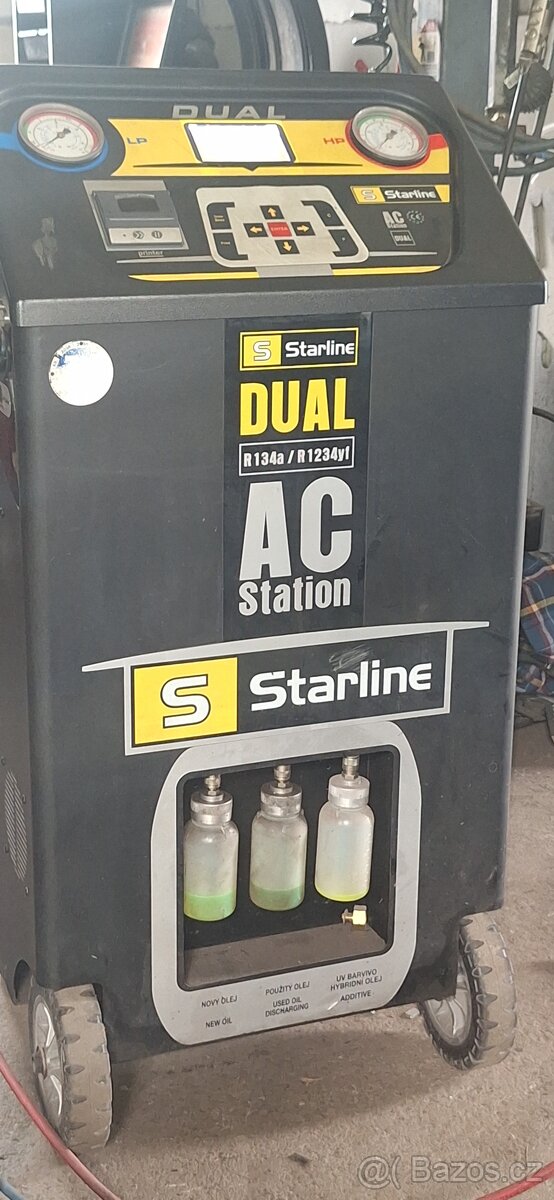 DUAL
LP
HP
S Starline
AC
Station
DUAL
ENTER
printer
S Starline
DUAL
R134a / R1234yf
AC
Station
S Starline
NOVÝ OLEJ
NEW OIL
POUŽITÝ OLEJ
USED OIL
DISCHARGING
UV BARVIVO
HYBRIDNÍ OLEJ
ADDITIVE
Bazos.cz